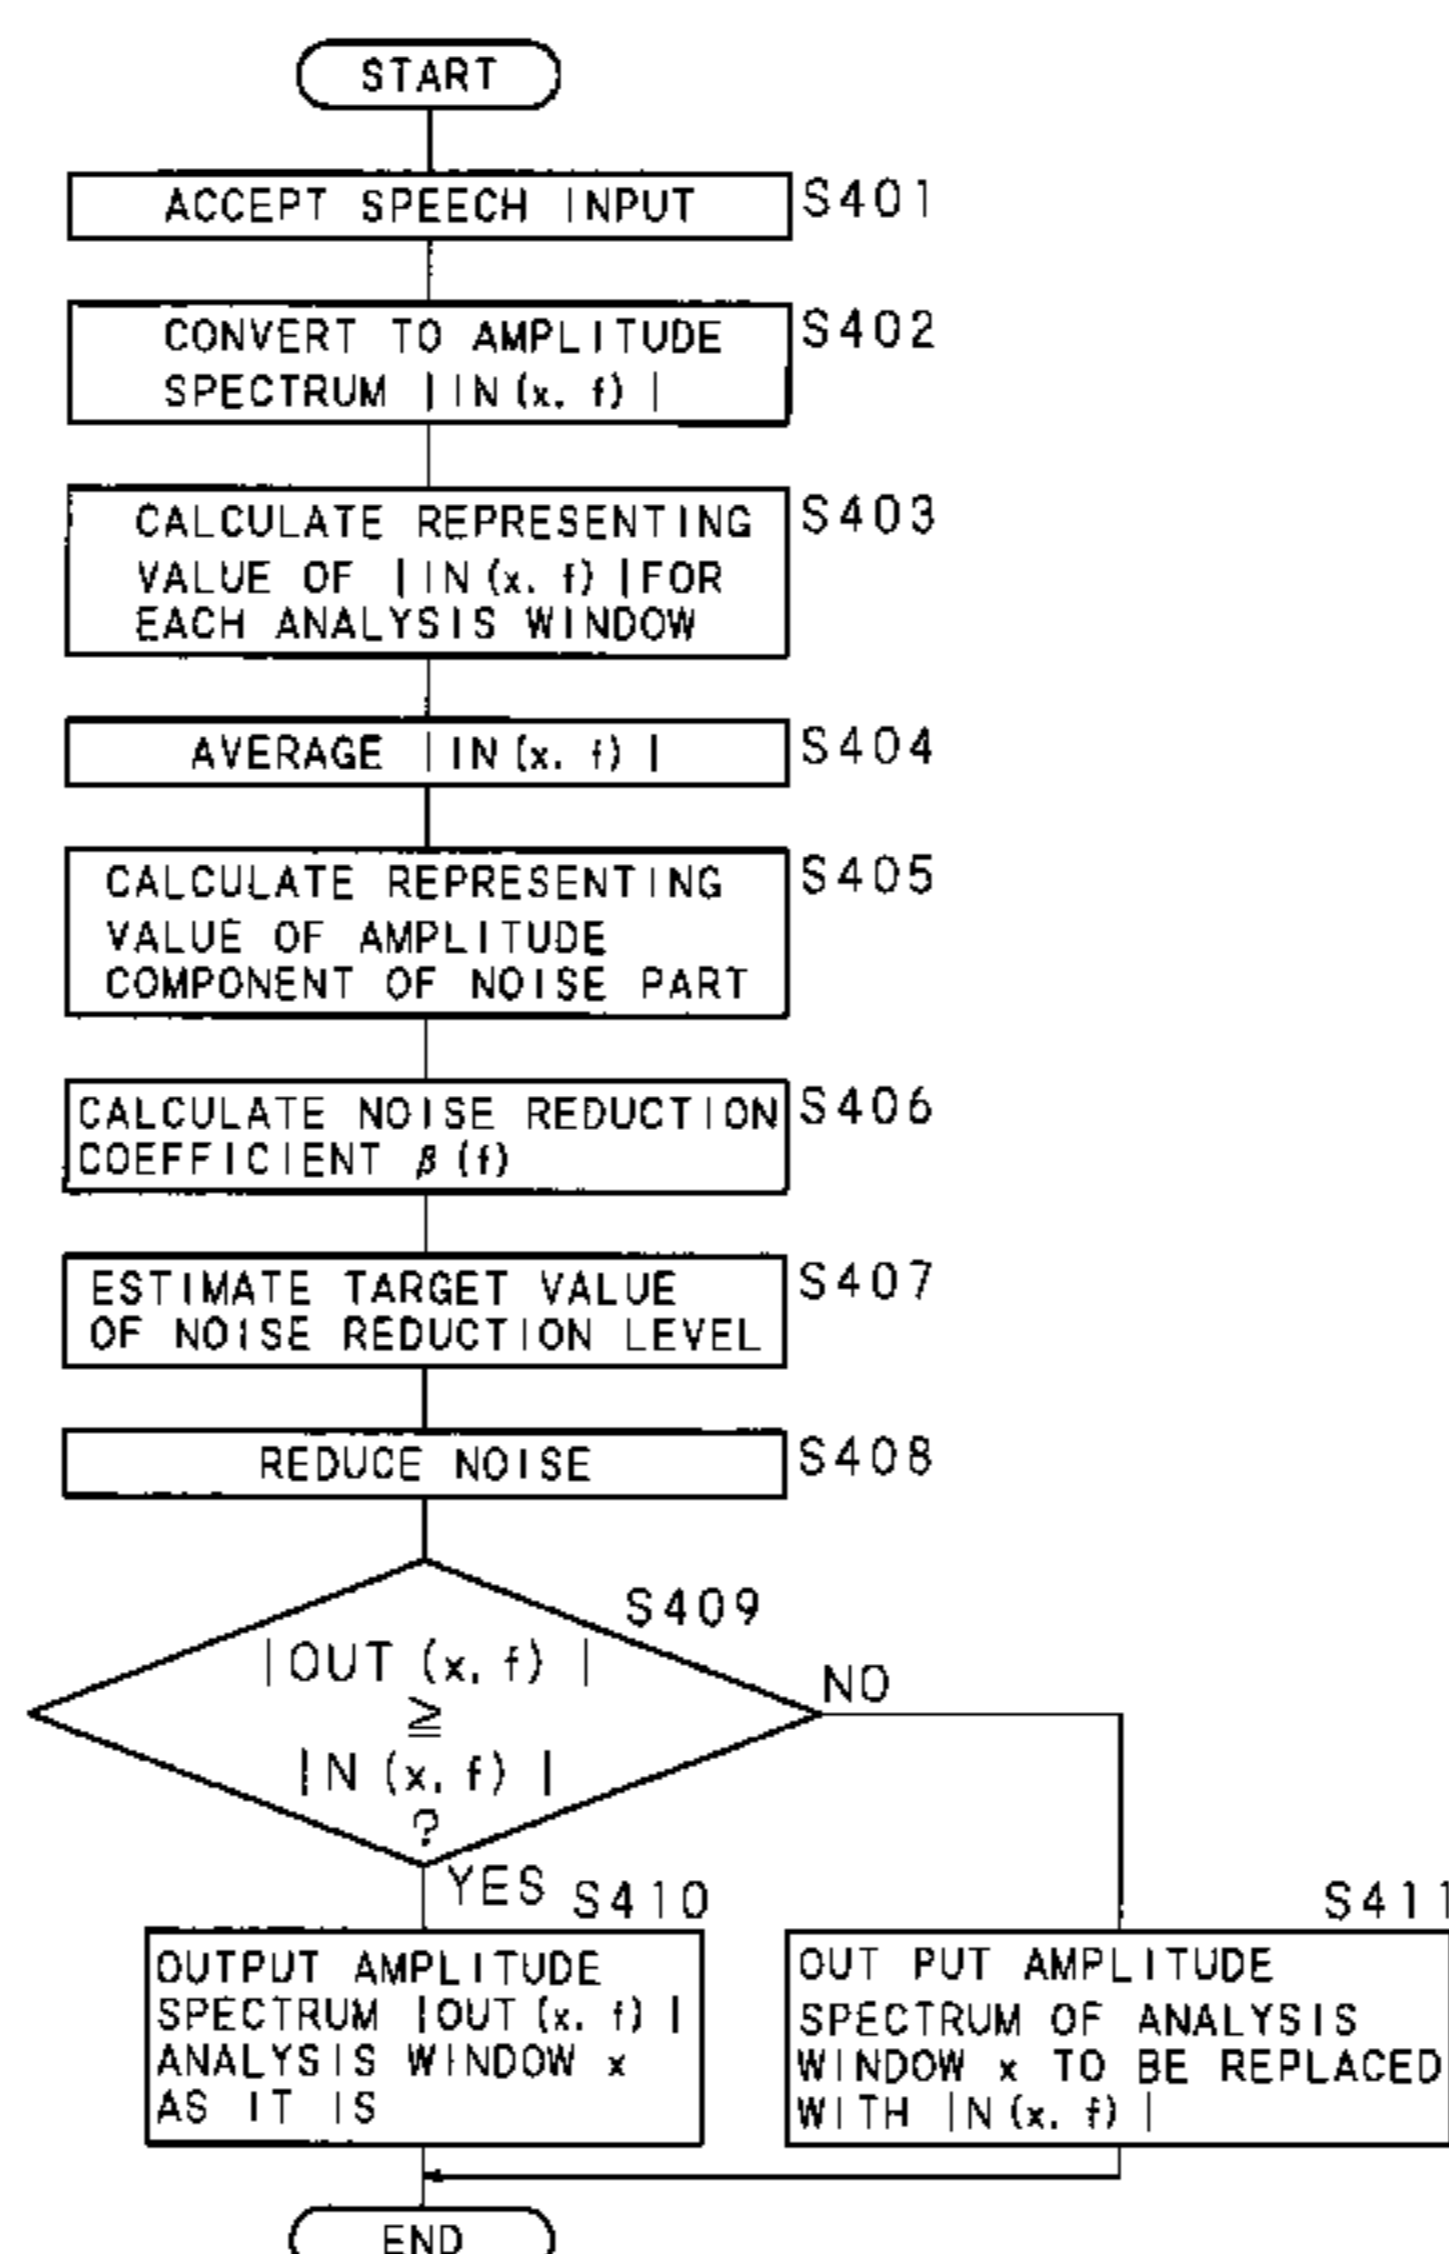 START
ACCEPT SPEECH INPUT
S401
CONVERT TO AMPLITUDE
SPECTRUM |IN(x, f)|
S402
CALCULATE REPRESENTING
VALUE OF |IN(x, f)|FOR
EACH ANALYSIS WINDOW
S403
AVERAGE |IN(x, f)|
S404
CALCULATE REPRESENTING
VALUE OF AMPLITUDE
COMPONENT OF NOISE PART
S405
CALCULATE NOISE REDUCTION
COEFFICIENT β(f)
S406
ESTIMATE TARGET VALUE
OF NOISE REDUCTION LEVEL
S407
REDUCE NOISE
S408
S409
|OUT(x, f)|
≧
|N(x, f)|
?
NO
YES
S410
OUTPUT AMPLITUDE
SPECTRUM |OUT(x, f)|
ANALYSIS WINDOW x
AS IT IS
S411
OUT PUT AMPLITUDE
SPECTRUM OF ANALYSIS
WINDOW x TO BE REPLACED
WITH |N(x, f)|
END